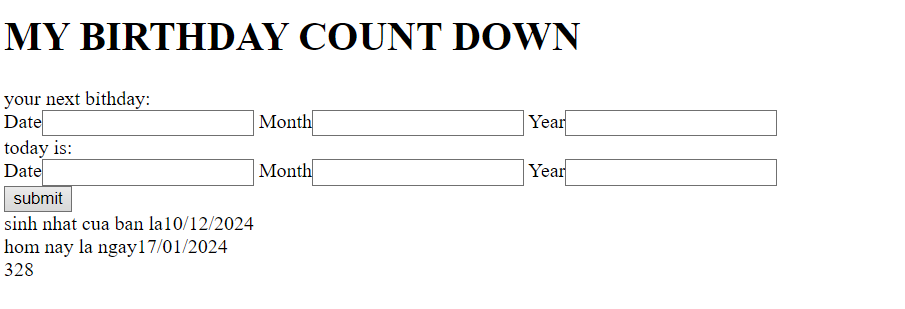 MY BIRTHDAY COUNT DOWN
your next bithday:
Date Month Year
today is:
Date Month Year
submit
sinh nhat cua ban la10/12/2024
hom nay la ngay17/01/2024
328